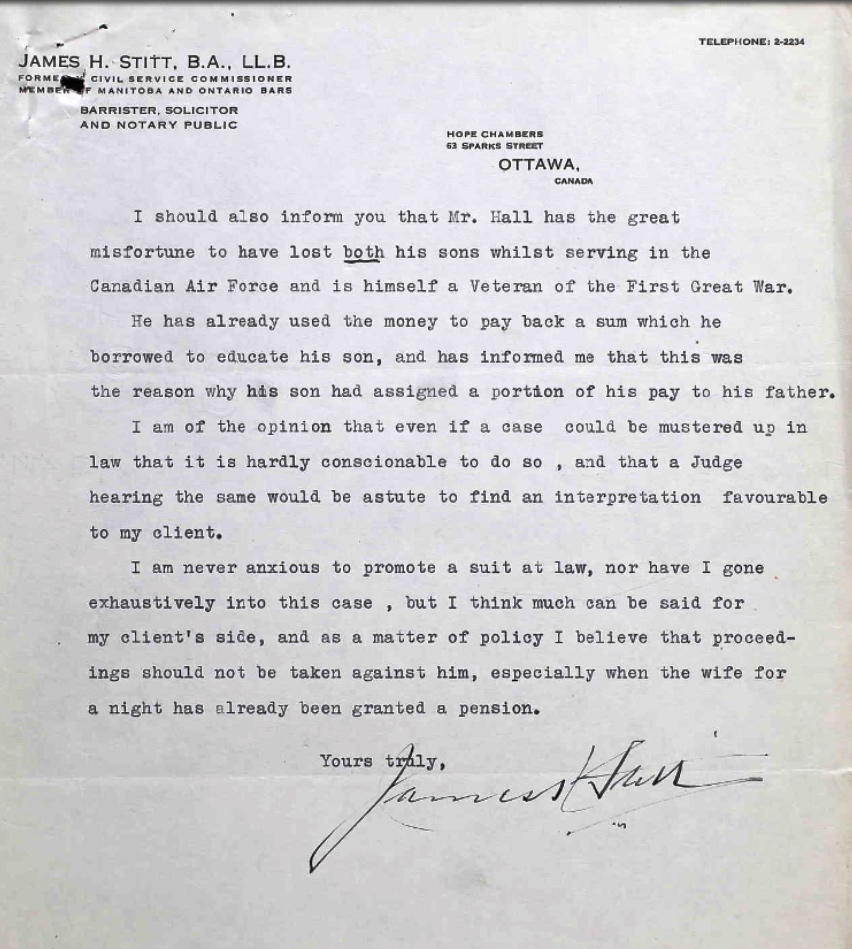 TELEPHONE: 2-2234
JAMES H. STITT, B.A., LL.B.
FORMERLY CIVIL SERVICE COMMISSIONER
MEMBER OF MANITOBA AND ONTARIO BARS
BARRISTER, SOLICITOR
AND NOTARY PUBLIC
HOPE CHAMBERS
63 SPARKS STREET
OTTAWA,
CANADA
I should also inform you that Mr. Hall has the great
misfortune to have lost both his sons whilst serving in the
Canadian Air Force and is himself a Veteran of the First Great War.
He has already used the money to pay back a sum which he
borrowed to educate his son, and has informed me that this was
the reason why his son had assigned a portion of his pay to his father.
I am of the opinion that even if a case could be mustered up in
law that it is hardly conscionable to do so , and that a Judge
hearing the same would be astute to find an interpretation favourable
to my client.
I am never anxious to promote a suit at law, nor have I gone
exhaustively into this case , but I think much can be said for
my client's side, and as a matter of policy I believe that proceed-
ings should not be taken against him, especially when the wife for
a night has already been granted a pension.
Yours truly,
James H Stitt